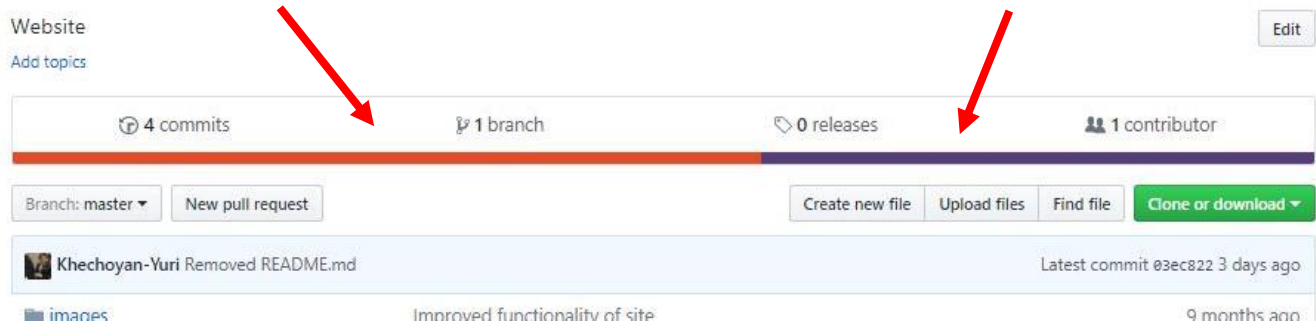 Website
Edit
Add topics
4 commits 1 branch 0 releases 1 contributor
Branch: master New pull request Create new file Upload files Find file Clone or download
Khechoyan-Yuri Removed README.md Latest commit 03ec822 3 days ago
images Improved functionality of site 9 months ago